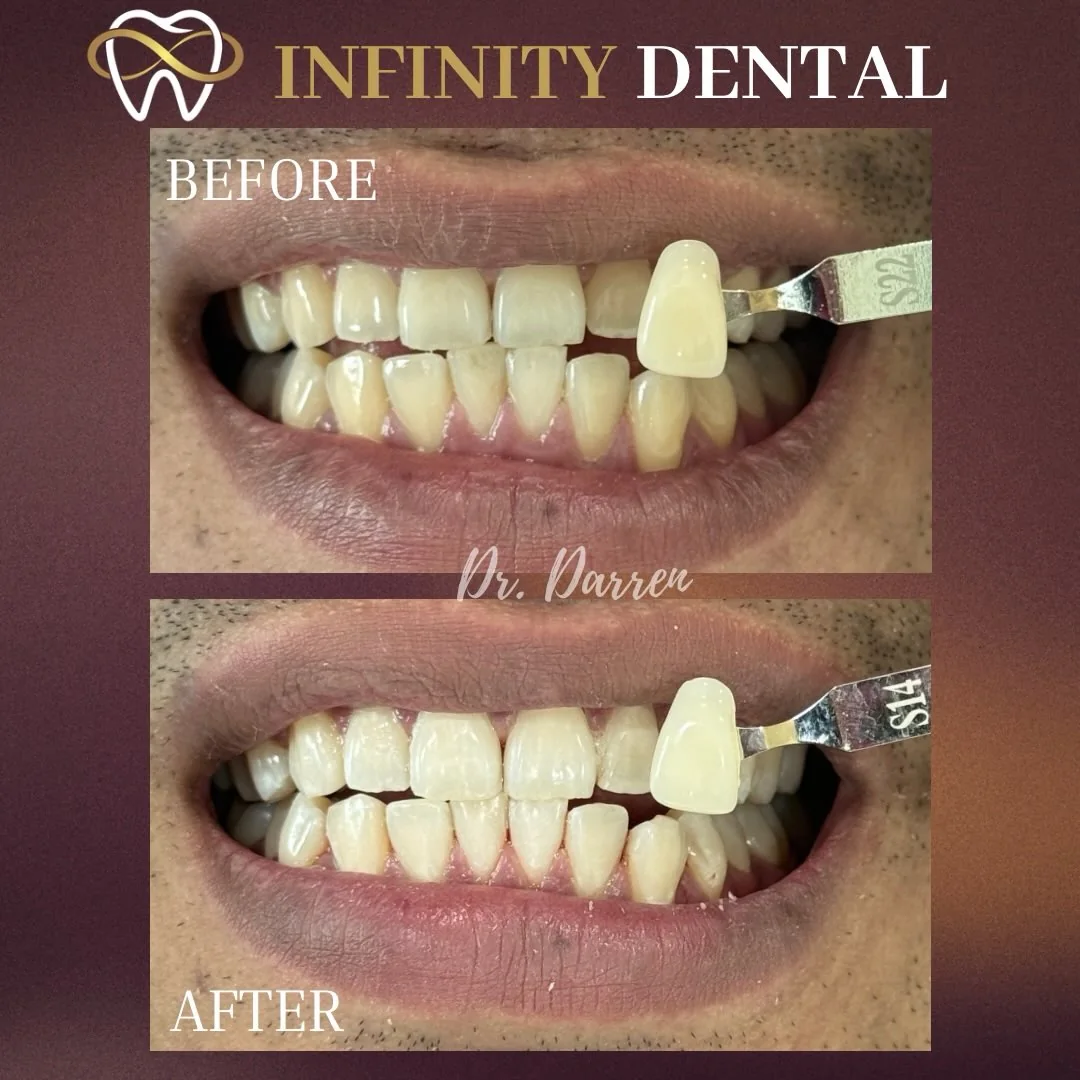 INFINITY DENTAL
BEFORE
S22
Dr. Darren
S14
AFTER